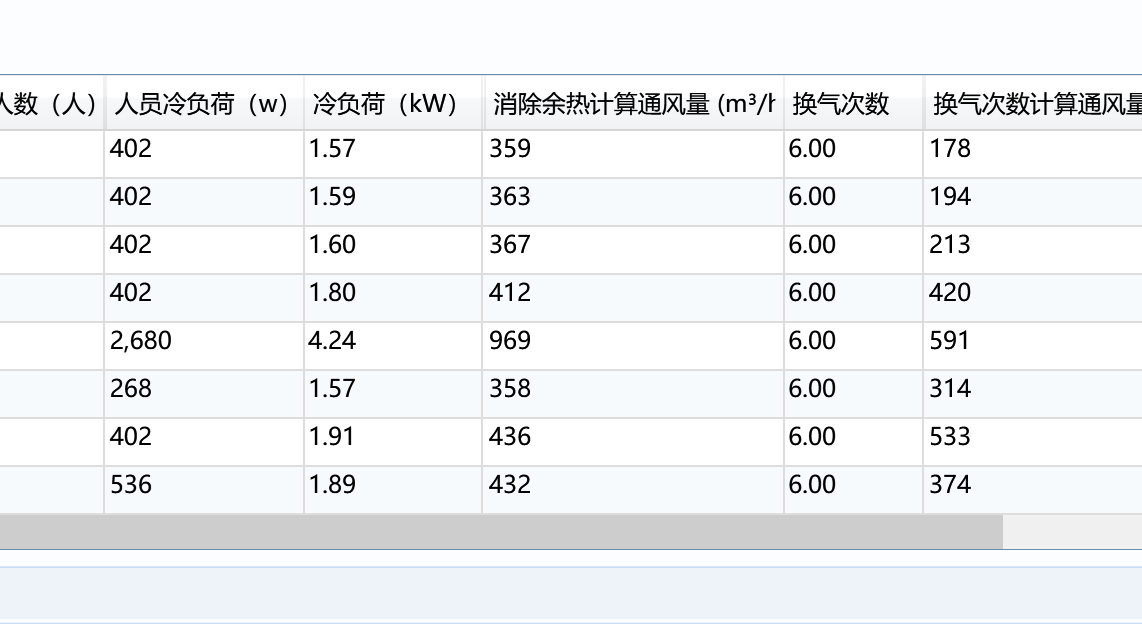 人数（人） 人员冷负荷（w） 冷负荷（kW） 消除余热计算通风量 (m³/h 换气次数 换气次数计算通风量
402 1.57 359 6.00 178
402 1.59 363 6.00 194
402 1.60 367 6.00 213
402 1.80 412 6.00 420
2,680 4.24 969 6.00 591
268 1.57 358 6.00 314
402 1.91 436 6.00 533
536 1.89 432 6.00 374